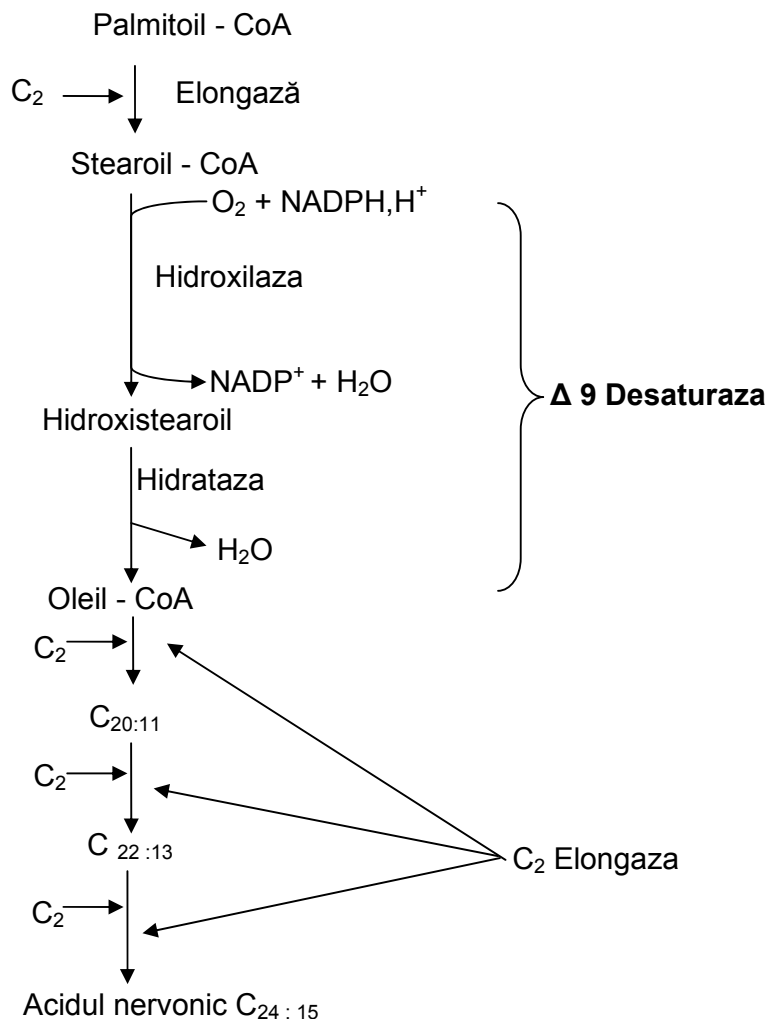 Palmitoil - CoA
C₂ Elongază
Stearoil - CoA
O₂ + NADPH,H⁺
Hidroxilaza
NADP⁺ + H₂O
Δ 9 Desaturaza
Hidroxistearoil
Hidrataza
H₂O
Oleil - CoA
C₂
C₂₀:₁₁
C₂
C ₂₂ :₁₃
C₂ Elongaza
C₂
Acidul nervonic C₂₄ : ₁₅